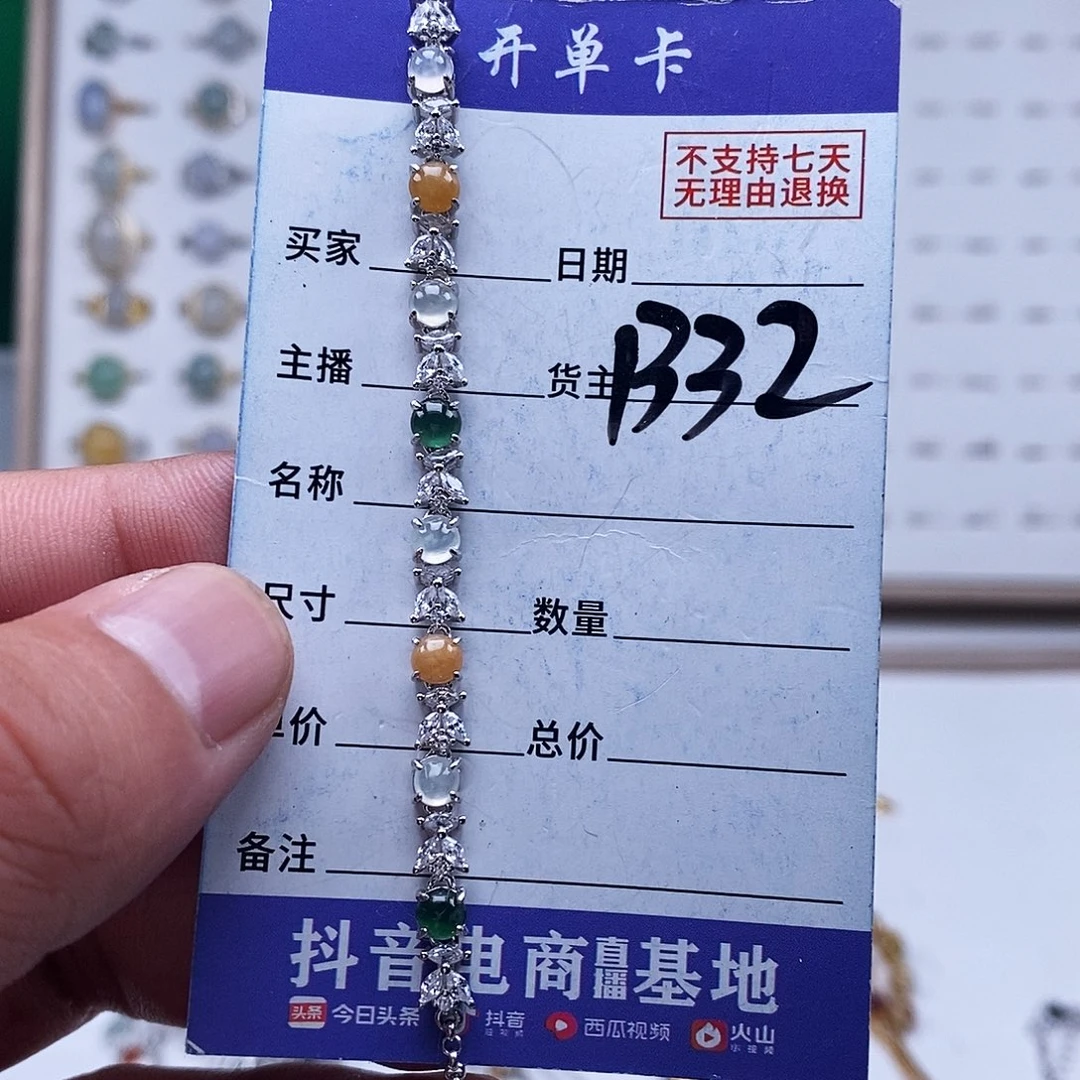 开单卡
不支持七天
无理由退换
买家 日期
主播 货主 B32
名称
尺寸 数量
单价 总价
备注
抖音电商直播基地
头条 今日头条 抖音 西瓜视频 火山